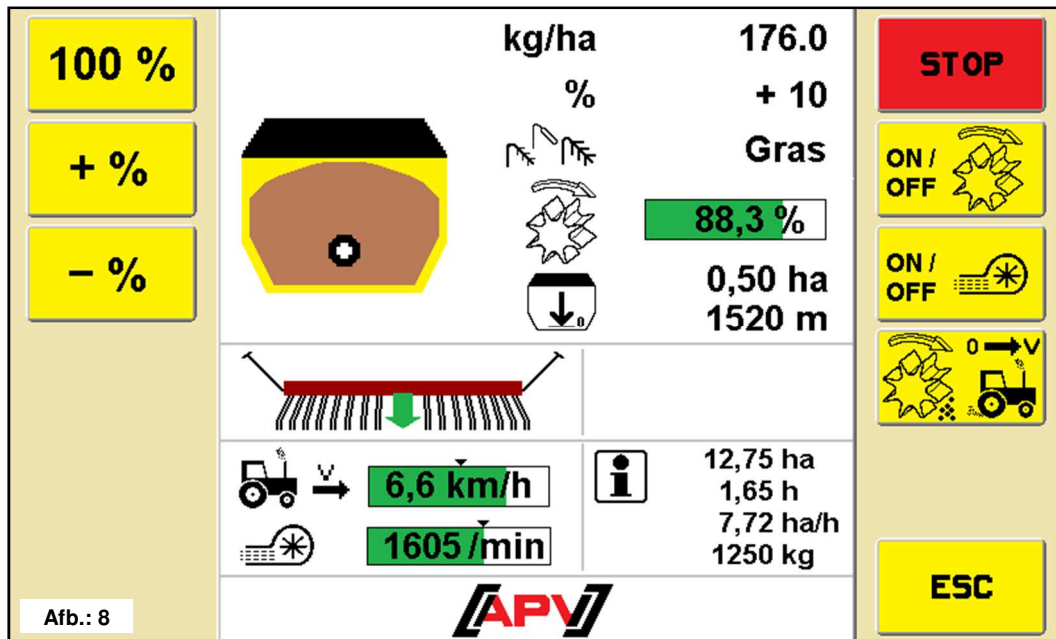 100 %
+ %
– %
kg/ha 176.0
% + 10
Gras
88,3 %
0,50 ha
0
1520 m
6,6 km/h
V
1605 /min
12,75 ha
1,65 h
7,72 ha/h
1250 kg
APV
STOP
ON /
OFF
ON /
OFF
0 V
ESC
Afb.: 8